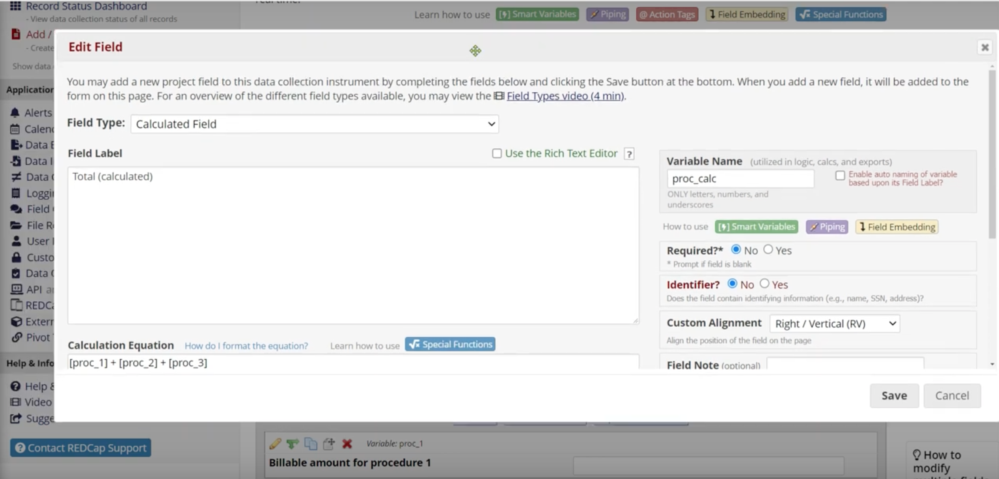 Record Status Dashboard
- View data collection status of all records
Learn how to use [ϟ] Smart Variables Piping @ Action Tags Field Embedding Special Functions
Add /
- Create
Show data
Edit Field
You may add a new project field to this data collection instrument by completing the fields below and clicking the Save button at the bottom. When you add a new field, it will be added to the
form on this page. For an overview of the different field types available, you may view the Field Types video (4 min).
Field Type: Calculated Field
Field Label
Use the Rich Text Editor ?
Total (calculated)
Variable Name (utilized in logic, calcs, and exports)
proc_calc
Enable auto naming of variable
based upon its Field Label?
ONLY letters, numbers, and
underscores
How to use [ϟ] Smart Variables Piping Field Embedding
Required?* No Yes
* Prompt if field is blank
Identifier? No Yes
Does the field contain identifying information (e.g., name, SSN, address)?
Custom Alignment Right / Vertical (RV)
Align the position of the field on the page
Field Note (optional)
Calculation Equation How do I format the equation? Learn how to use Special Functions
[proc_1] + [proc_2] + [proc_3]
Save Cancel
Application
Alerts
Calen
Data E
Data I
Data
Loggi
Field
File R
User
Custo
Data
API
REDC
Exter
Pivot
Help & Info
Help &
Video
Sugge
Contact REDCap Support
Variable: proc_1
Billable amount for procedure 1
How to
modify